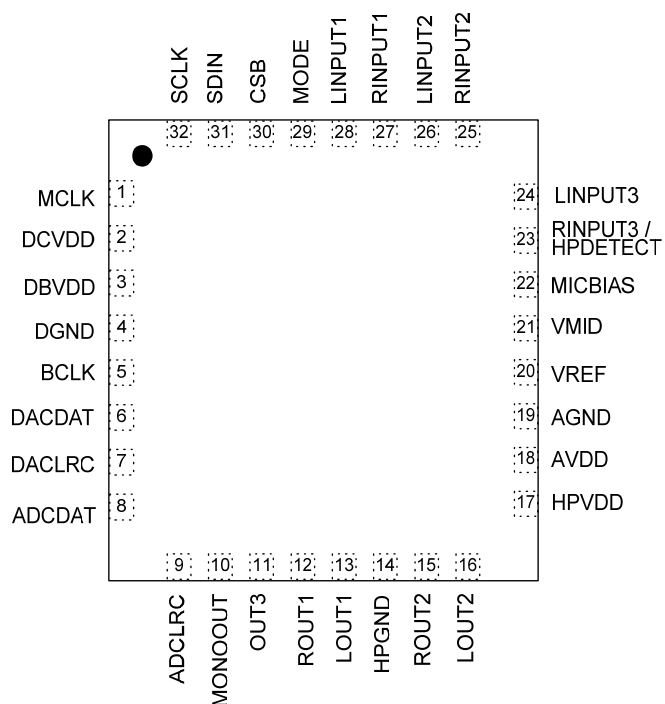 SCLK
SDIN
CSB
MODE
LINPUT1
RINPUT1
LINPUT2
RINPUT2
32
31
30
29
28
27
26
25
MCLK 1
DCVDD 2
DBVDD 3
DGND 4
BCLK 5
DACDAT 6
DACLRC 7
ADCDAT 8
24 LINPUT3
23 RINPUT3 /
HPDETECT
22 MICBIAS
21 VMID
20 VREF
19 AGND
18 AVDD
17 HPVDD
9
10
11
12
13
14
15
16
ADCLRC
MONOOUT
OUT3
ROUT1
LOUT1
HPGND
ROUT2
LOUT2